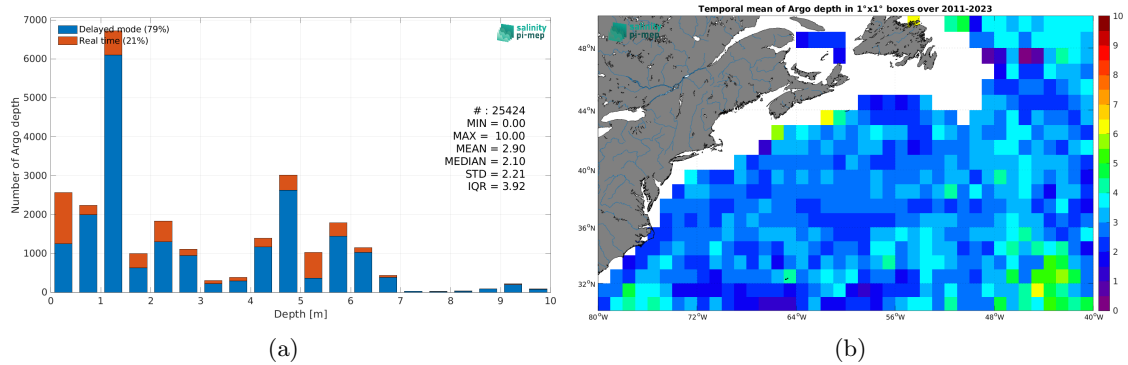 Delayed mode (79%)
Real time (21%)
salinity
pi-mep
# : 25424
MIN = 0.00
MAX = 10.00
MEAN = 2.90
MEDIAN = 2.10
STD = 2.21
IQR = 3.92
Number of Argo depth
7000
6000
5000
4000
3000
2000
1000
0
0 1 2 3 4 5 6 7 8 9 10
Depth [m]
(a)
Temporal mean of Argo depth in 1°x1° boxes over 2011-2023
salinity
pi-mep
48°N
44°N
40°N
36°N
32°N
80°W 72°W 64°W 56°W 48°W 40°W
10
9
8
7
6
5
4
3
2
1
0
(b)